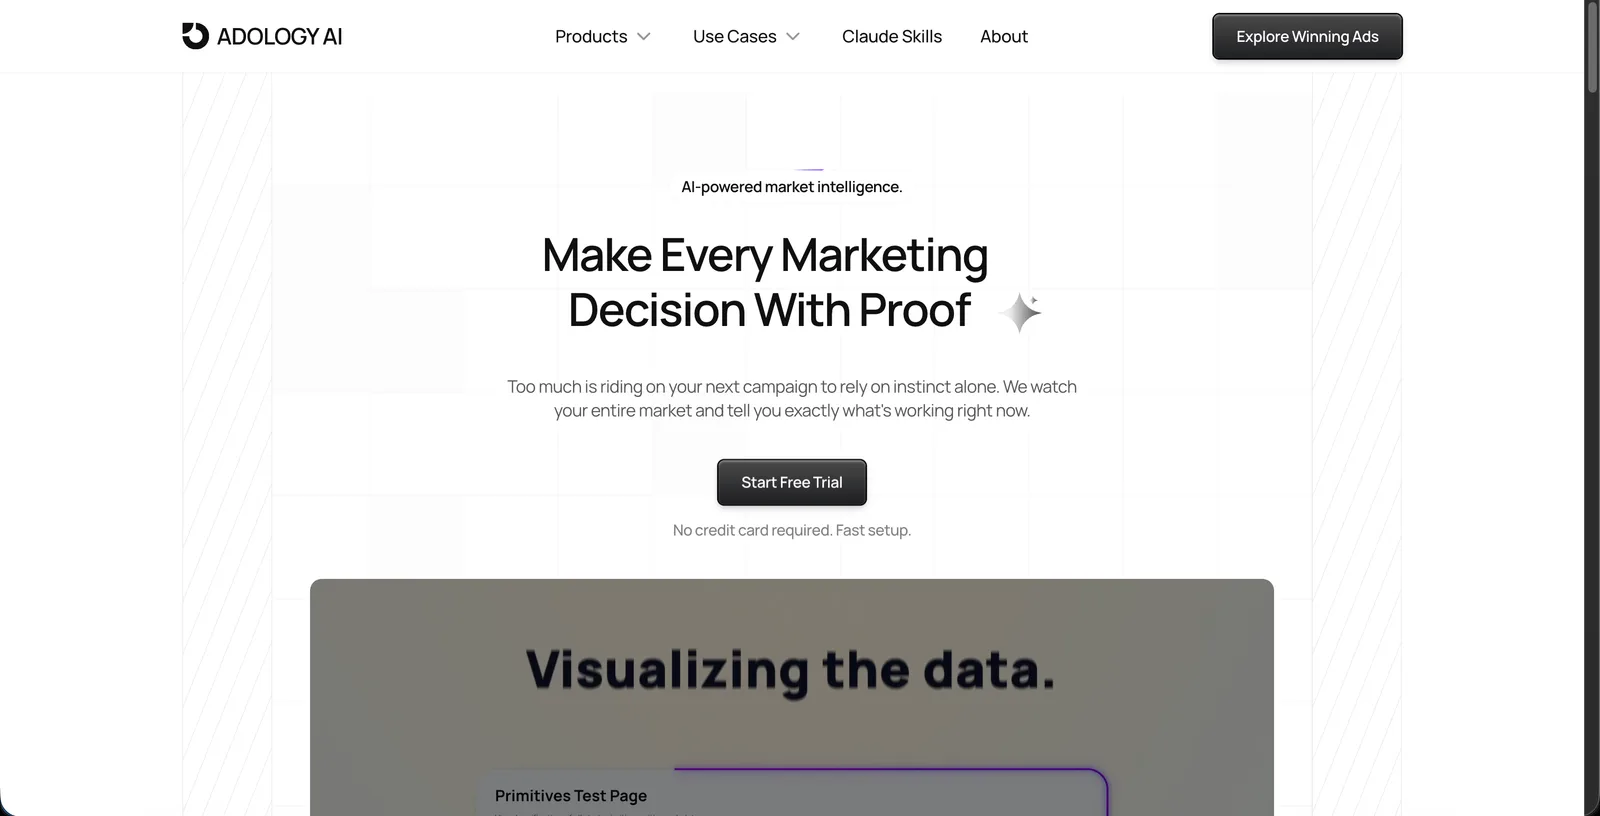 ADOLOGY AI
Products
Use Cases
Claude Skills
About
Explore Winning Ads
AI-powered market intelligence.
Make Every Marketing
Decision With Proof
Too much is riding on your next campaign to rely on instinct alone. We watch
your entire market and tell you exactly what's working right now.
Start Free Trial
No credit card required. Fast setup.
Visualizing the data.
Primitives Test Page